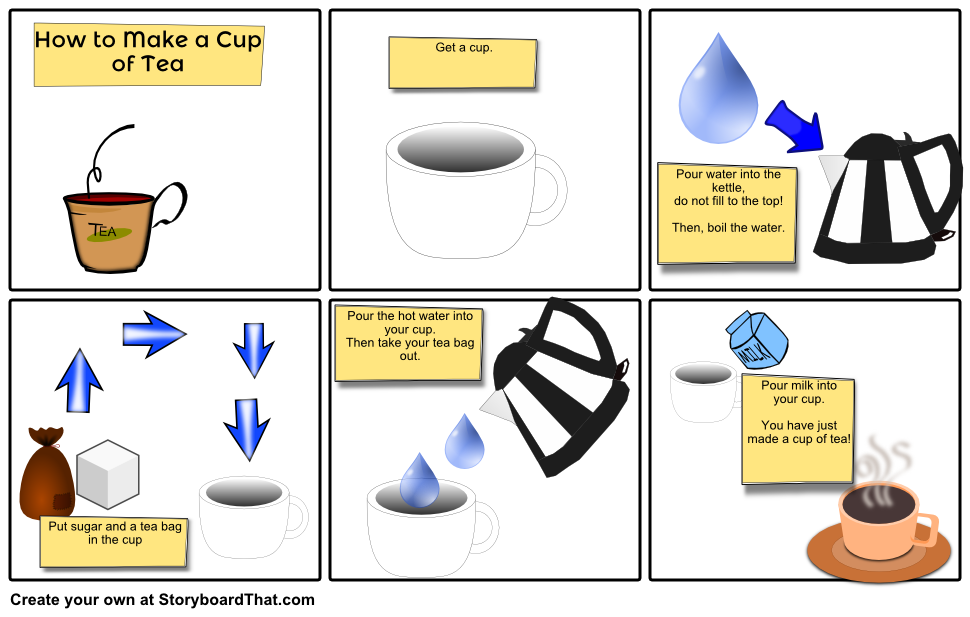 How to Make a Cup
of Tea
TEA
Get a cup.
Pour water into the
kettle,
do not fill to the top!
Then, boil the water.
Put sugar and a tea bag
in the cup
Pour the hot water into
your cup.
Then take your tea bag
out.
MILK
Pour milk into
your cup.
You have just
made a cup of tea!
Create your own at StoryboardThat.com